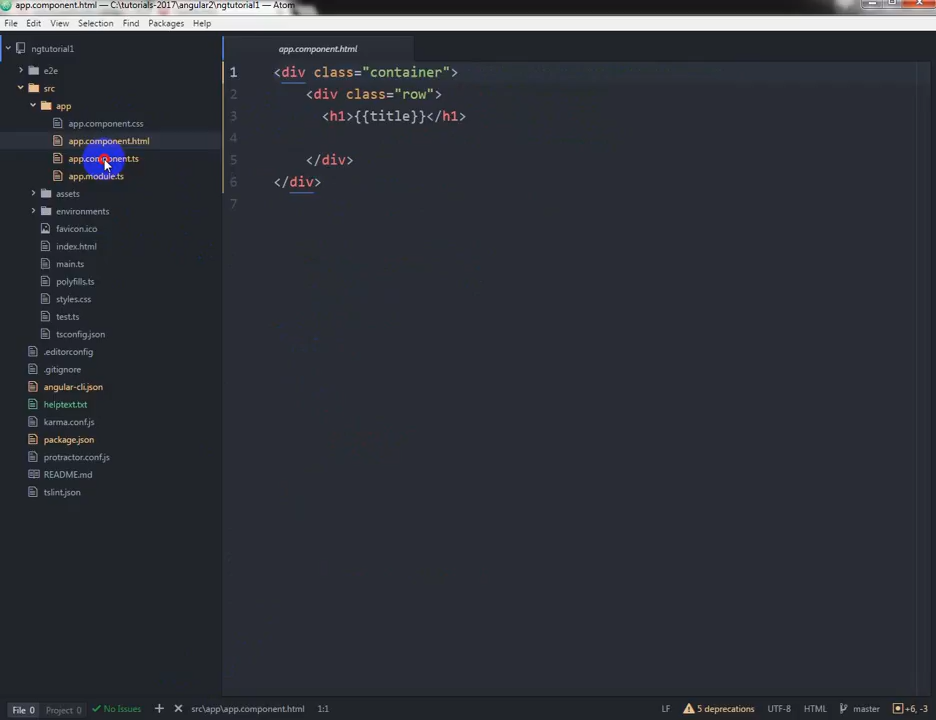 app.component.html — C:\tutorials-2017\angular2\ngtutorial1 — Atom
File Edit View Selection Find Packages Help
ngtutorial1
e2e
src
app
app.component.css
app.component.html
app.component.ts
app.module.ts
assets
environments
favicon.ico
index.html
main.ts
polyfills.ts
styles.css
test.ts
tsconfig.json
.editorconfig
.gitignore
angular-cli.json
helptext.txt
karma.conf.js
package.json
protractor.conf.js
README.md
tslint.json
app.component.html
1 <div class="container">
2 <div class="row">
3 <h1>{{title}}</h1>
4
5 </div>
6 </div>
7
File 0 Project 0 No Issues src\app\app.component.html 1:1 LF 5 deprecations UTF-8 HTML master +6, -3